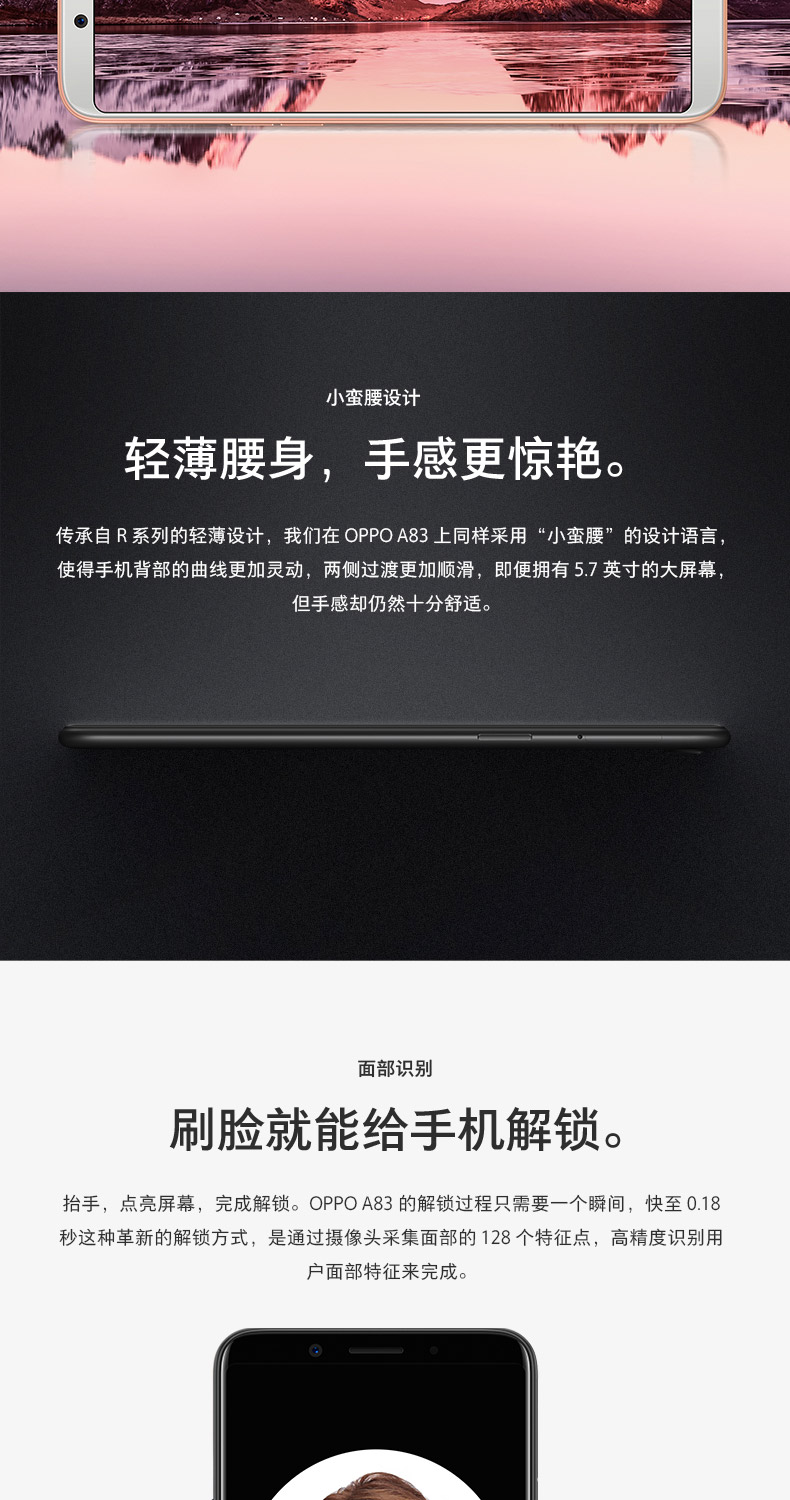 小蛮腰设计
轻薄腰身，手感更惊艳。
传承自 R 系列的轻薄设计，我们在 OPPO A83 上同样采用“小蛮腰”的设计语言，
使得手机背部的曲线更加灵动，两侧过渡更加顺滑，即便拥有 5.7 英寸的大屏幕，
但手感却仍然十分舒适。
面部识别
刷脸就能给手机解锁。
抬手，点亮屏幕，完成解锁。OPPO A83 的解锁过程只需要一个瞬间，快至 0.18
秒这种革新的解锁方式，是通过摄像头采集面部的 128 个特征点，高精度识别用
户面部特征来完成。